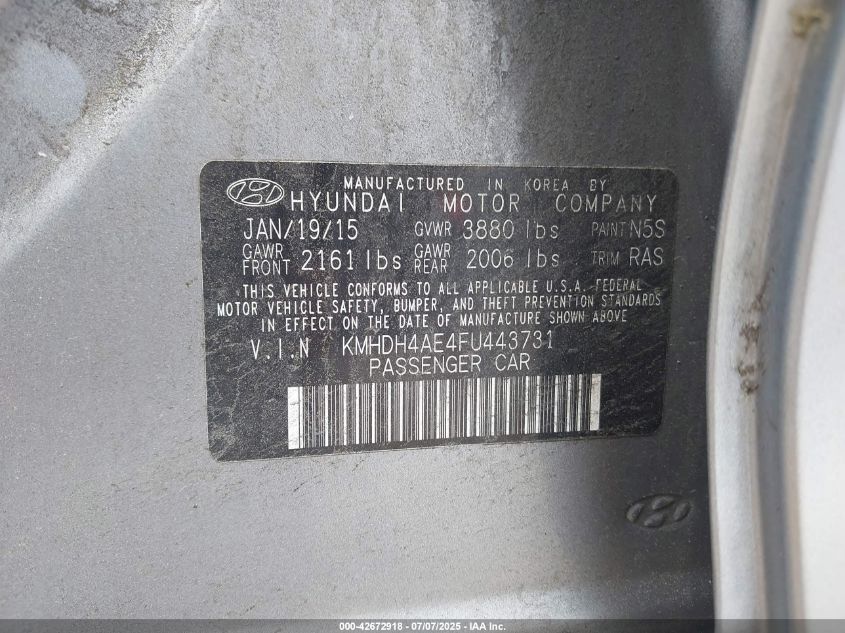 MANUFACTURED IN KOREA BY
HYUNDAI MOTOR COMPANY
JAN/19/15 GVWR 3880 lbs PAINT N5S
GAWR FRONT 2161 lbs GAWR REAR 2006 lbs TRIM RAS
THIS VEHICLE CONFORMS TO ALL APPLICABLE U.S.A. FEDERAL
MOTOR VEHICLE SAFETY, BUMPER, AND THEFT PREVENTION STANDARDS
IN EFFECT ON THE DATE OF MANUFACTURE SHOWN ABOVE.
V.I.N KMHDH4AE4FU443731
PASSENGER CAR
000-42672918 - 07/07/2025 - IAA Inc.